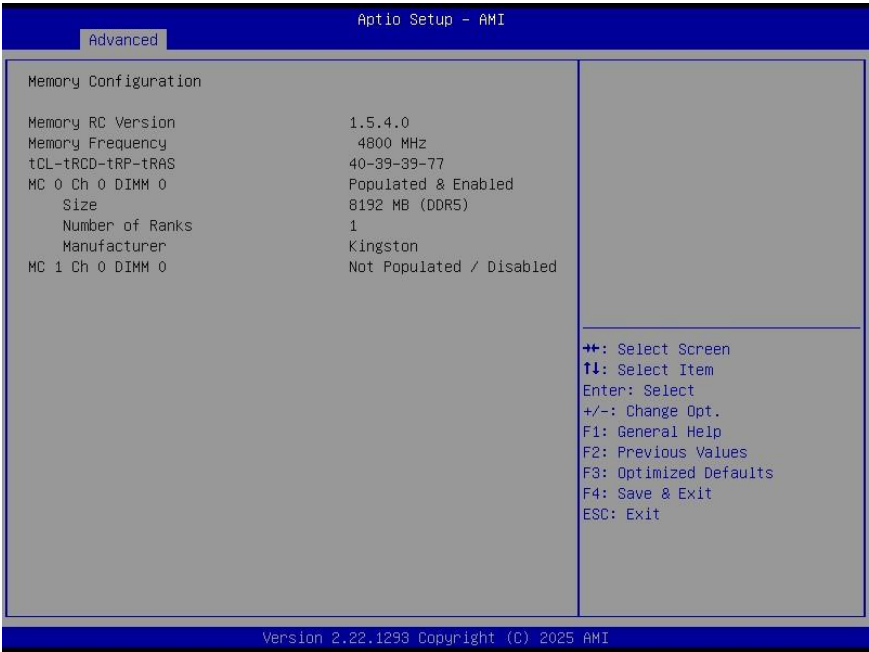 Aptio Setup – AMI
Advanced
Memory Configuration
Memory RC Version 1.5.4.0
Memory Frequency 4800 MHz
tCL-tRCD-tRP-tRAS 40-39-39-77
MC 0 Ch 0 DIMM 0 Populated & Enabled
Size 8192 MB (DDR5)
Number of Ranks 1
Manufacturer Kingston
MC 1 Ch 0 DIMM 0 Not Populated / Disabled
→←: Select Screen
↑↓: Select Item
Enter: Select
+/-: Change Opt.
F1: General Help
F2: Previous Values
F3: Optimized Defaults
F4: Save & Exit
ESC: Exit
Version 2.22.1293 Copyright (C) 2025 AMI